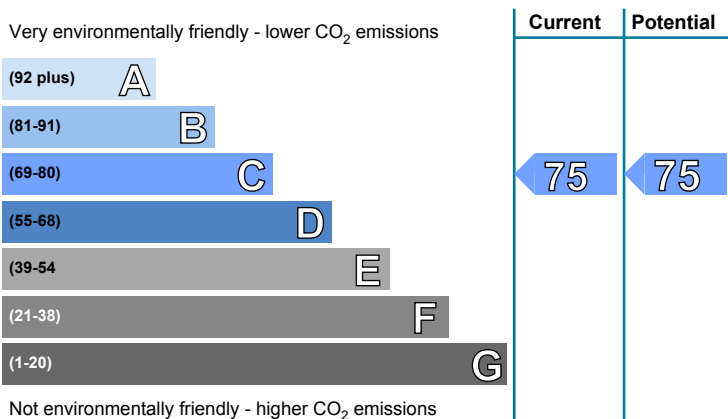 Current Potential
Very environmentally friendly - lower CO2 emissions
(92 plus) A
(81-91) B
(69-80) C 75 75
(55-68) D
(39-54 E
(21-38) F
(1-20) G
Not environmentally friendly - higher CO2 emissions